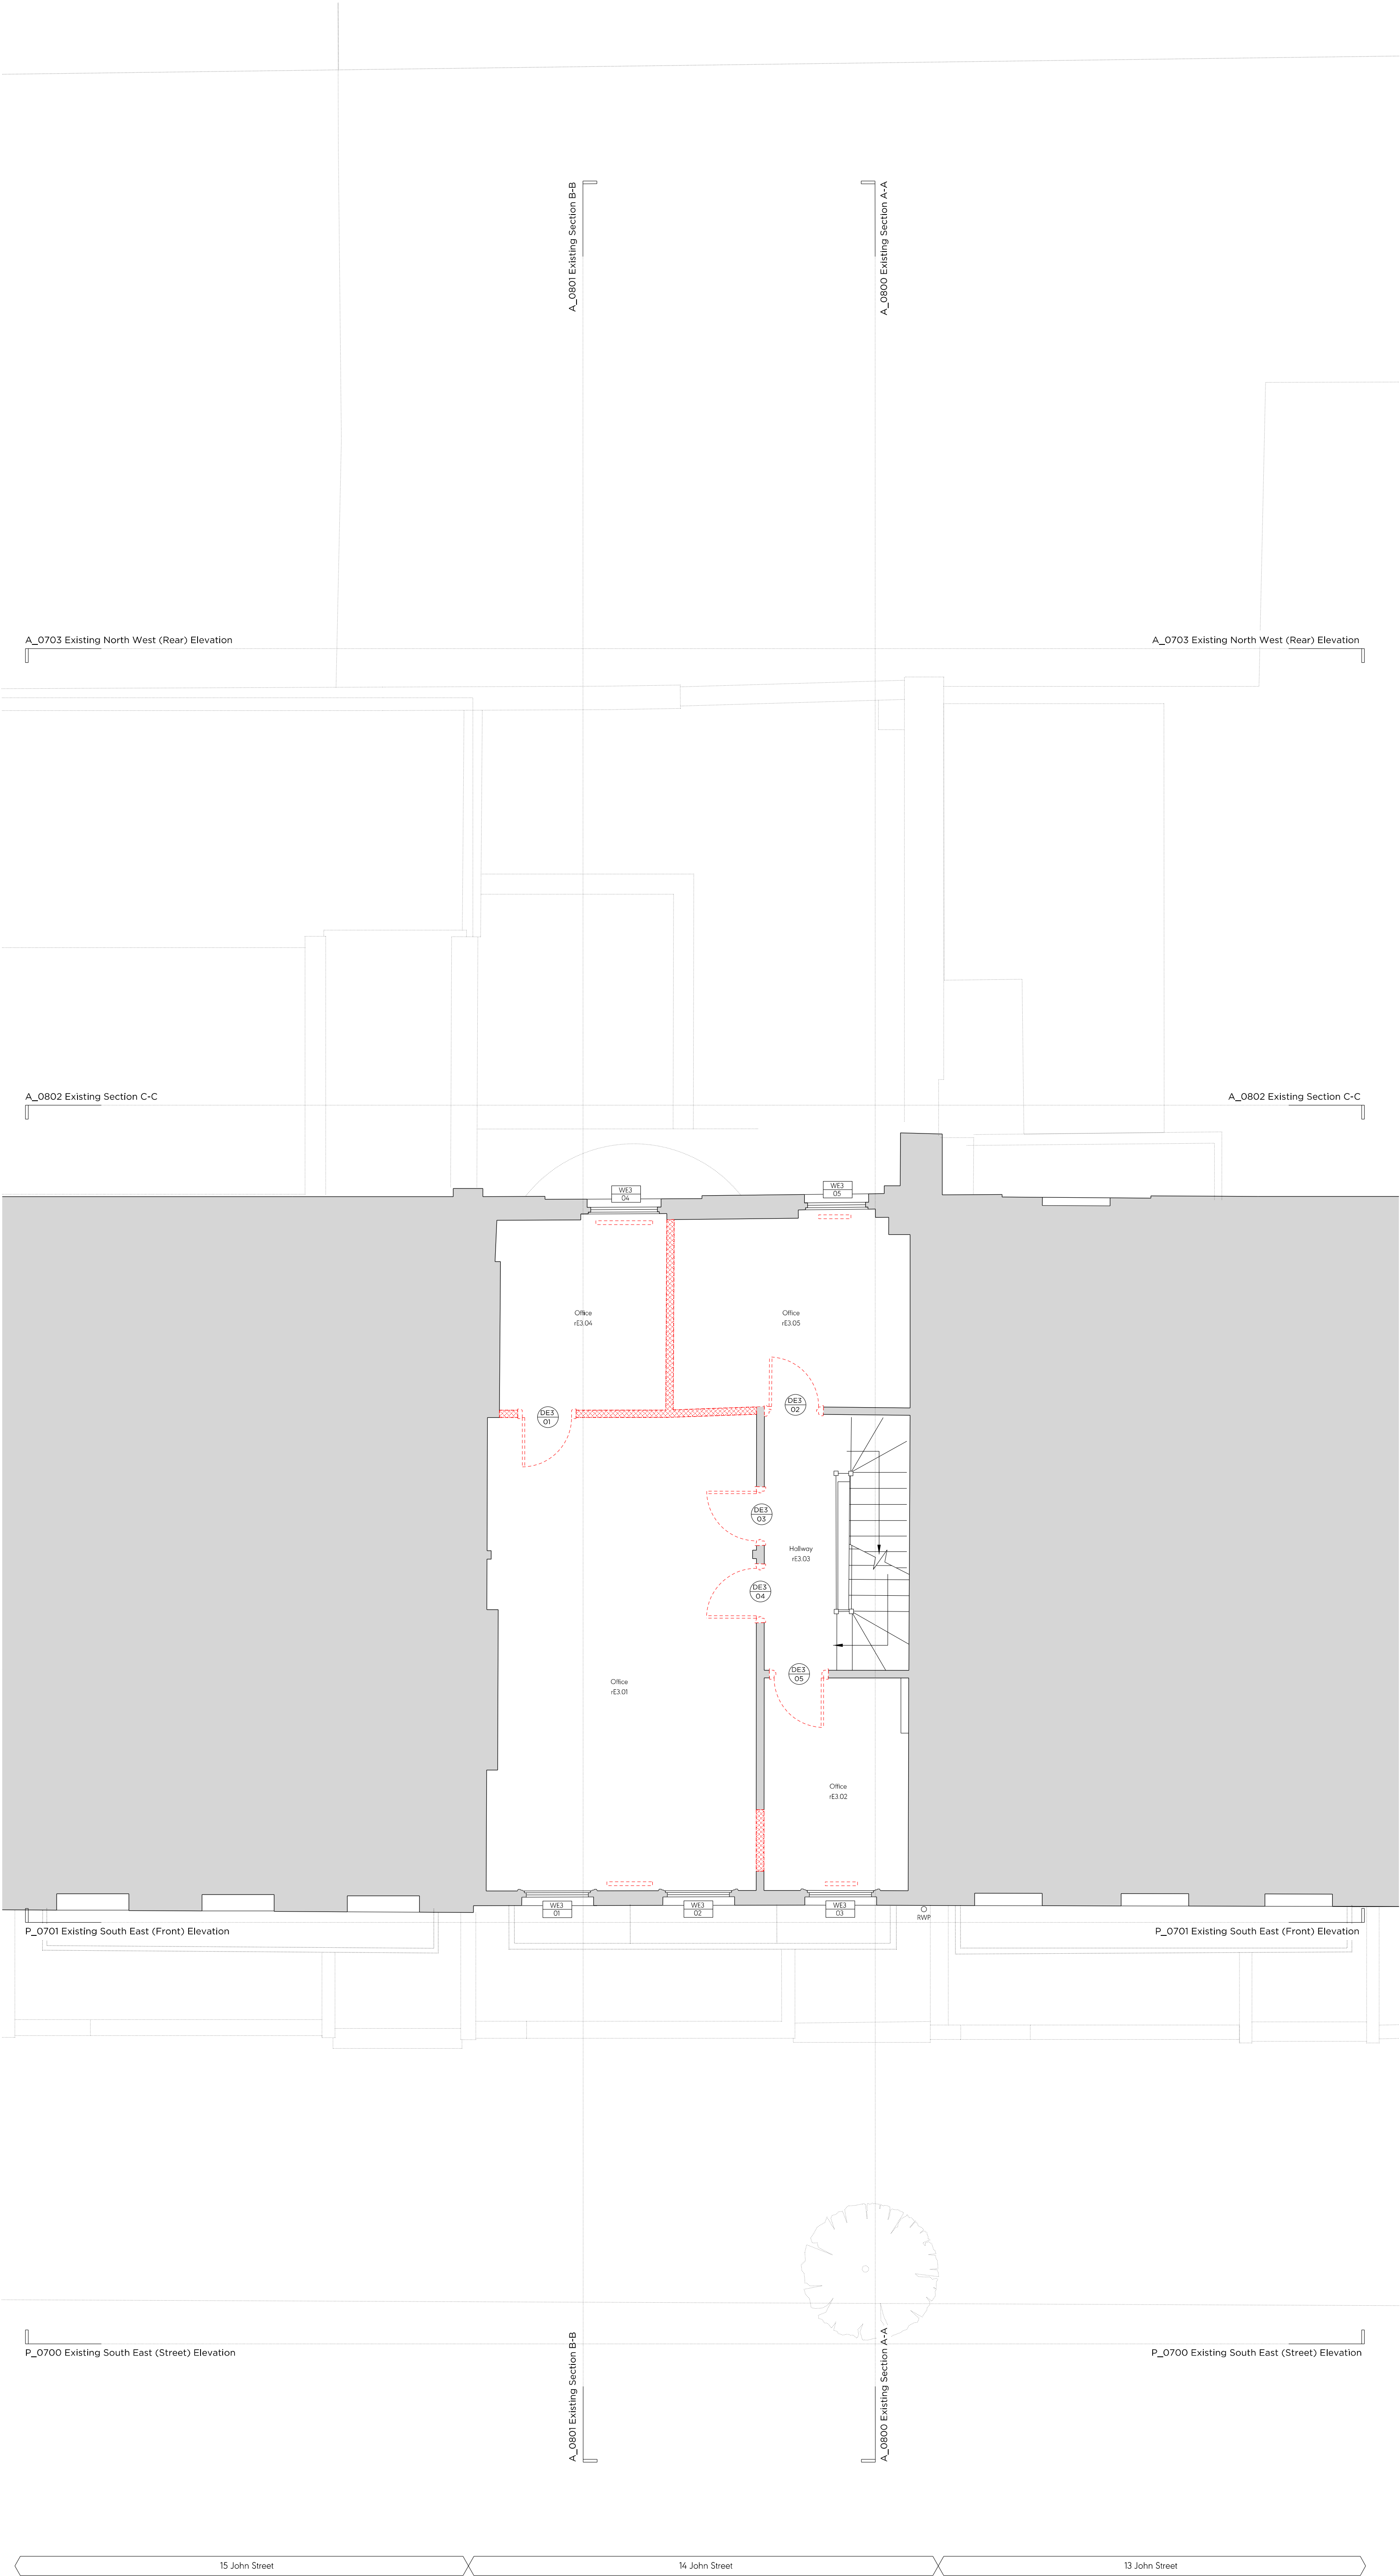 A_0801 Existing Section B-B
A_0800 Existing Section A-A
A_0703 Existing North West (Rear) Elevation
A_0703 Existing North West (Rear) Elevation
A_0802 Existing Section C-C
A_0802 Existing Section C-C
WE3
04
WE3
05
Office
rE3.04
Office
rE3.05
DE3
01
DE3
02
DE3
03
Hallway
rE3.03
DE3
04
DE3
05
Office
rE3.01
Office
rE3.02
WE3
01
WE3
02
WE3
03
RWP
P_0701 Existing South East (Front) Elevation
P_0701 Existing South East (Front) Elevation
P_0700 Existing South East (Street) Elevation
P_0700 Existing South East (Street) Elevation
A_0801 Existing Section B-B
A_0800 Existing Section A-A
15 John Street
14 John Street
13 John Street